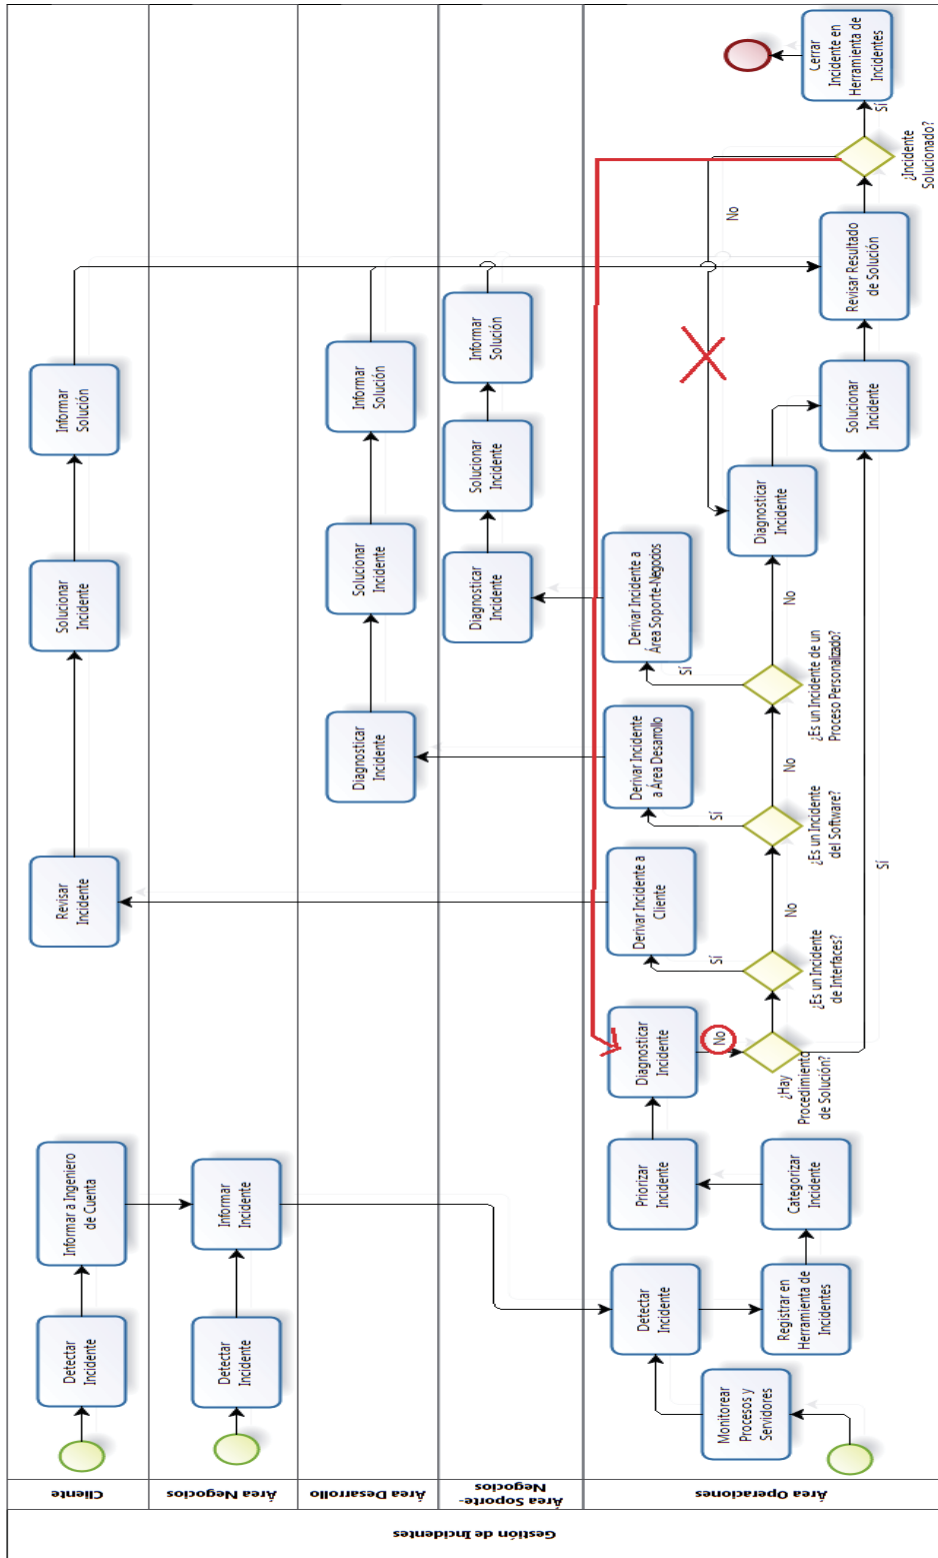 Gestión de Incidentes
Cliente
Detectar
Incidente
Informar a Ingeniero
de Cuenta
Revisar
Incidente
Solucionar
Incidente
Informar
Solución
Área Negocios
Detectar
Incidente
Informar
Incidente
Área Desarrollo
Diagnosticar
Incidente
Solucionar
Incidente
Informar
Solución
Área Soporte-
Negocios
Diagnosticar
Incidente
Solucionar
Incidente
Informar
Solución
Área Operaciones
Monitorear
Procesos y
Servidores
Detectar
Incidente
Registrar en
Herramienta de
Incidentes
Categorizar
Incidente
Priorizar
Incidente
Diagnosticar
Incidente
No
¿Hay
Procedimiento
de Solución?
Sí
Derivar Incidente a
Cliente
Sí
¿Es un Incidente
de Interfaces?
No
Derivar Incidente
a Área Desarrollo
Sí
¿Es un Incidente
del Software?
No
Derivar Incidente a
Área Soporte-Negocios
Sí
¿Es un Incidente de un
Proceso Personalizado?
No
Diagnosticar
Incidente
Solucionar
Incidente
Revisar Resultado
de Solución
No
¿Incidente
Solucionado?
Sí
Cerrar
Incidente en
Herramienta de
Incidentes